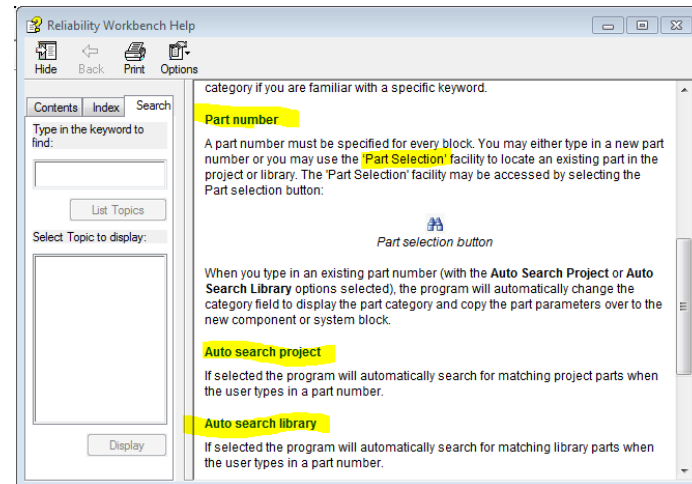 Reliability Workbench Help
Hide Back Print Options
Contents Index Search
Type in the keyword to
find:
List Topics
Select Topic to display:
Display
category if you are familiar with a specific keyword.
Part number
A part number must be specified for every block. You may either type in a new part
number or you may use the 'Part Selection' facility to locate an existing part in the
project or library. The 'Part Selection' facility may be accessed by selecting the
Part selection button:
Part selection button
When you type in an existing part number (with the Auto Search Project or Auto
Search Library options selected), the program will automatically change the
category field to display the part category and copy the part parameters over to the
new component or system block.
Auto search project
If selected the program will automatically search for matching project parts when
the user types in a part number.
Auto search library
If selected the program will automatically search for matching library parts when
the user types in a part number.